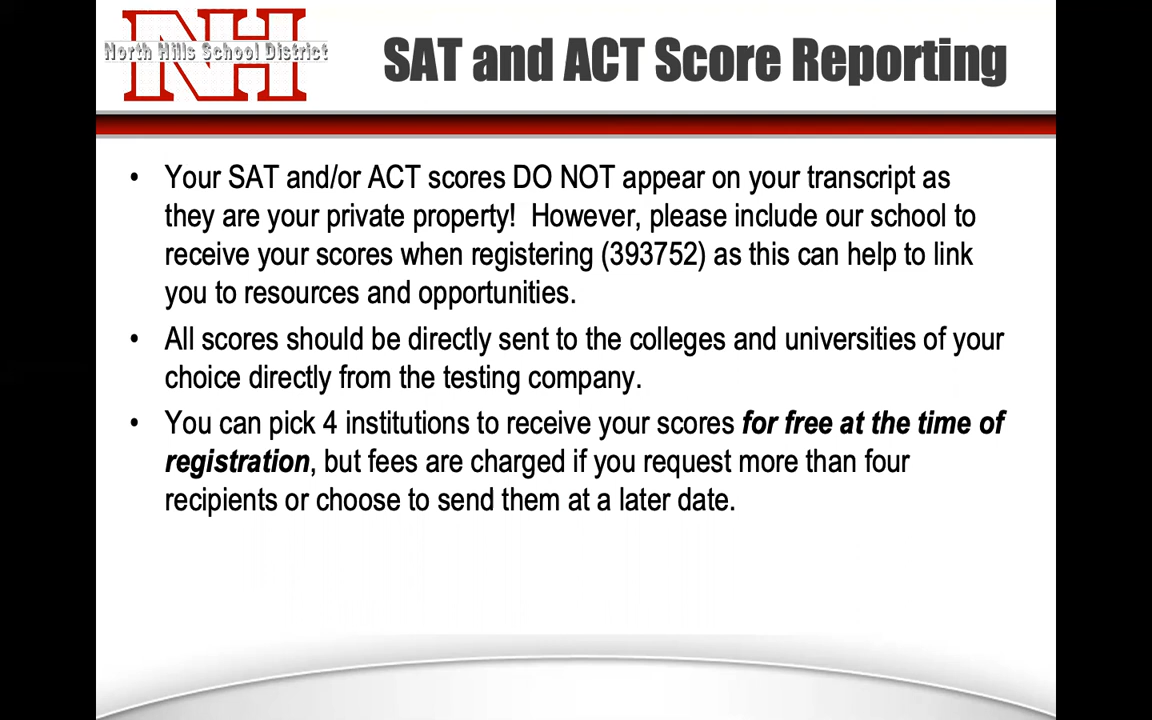 North Hills School District
SAT and ACT Score Reporting
• Your SAT and/or ACT scores DO NOT appear on your transcript as
they are your private property!  However, please include our school to
receive your scores when registering (393752) as this can help to link
you to resources and opportunities.
• All scores should be directly sent to the colleges and universities of your
choice directly from the testing company.
• You can pick 4 institutions to receive your scores for free at the time of
registration, but fees are charged if you request more than four
recipients or choose to send them at a later date.